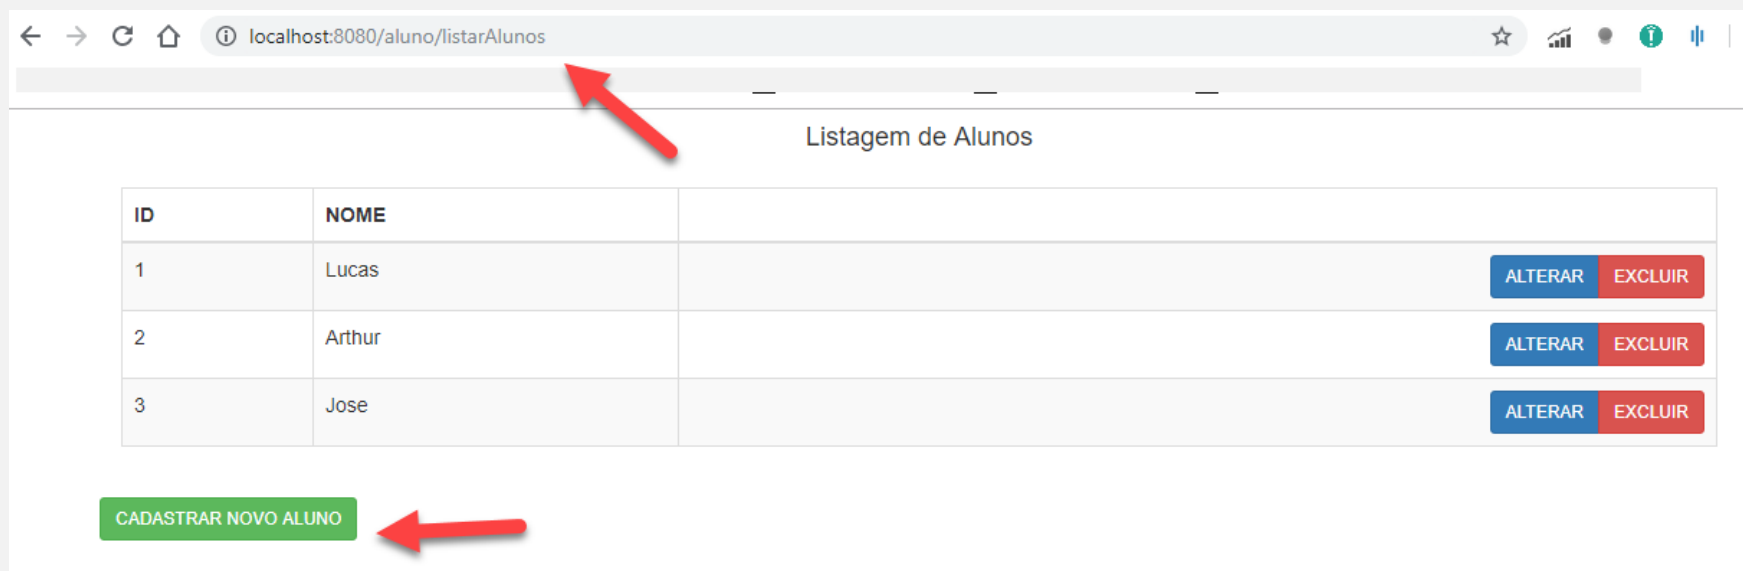 localhost:8080/aluno/listarAlunos
Listagem de Alunos
ID NOME
1 Lucas ALTERAR EXCLUIR
2 Arthur ALTERAR EXCLUIR
3 Jose ALTERAR EXCLUIR
CADASTRAR NOVO ALUNO